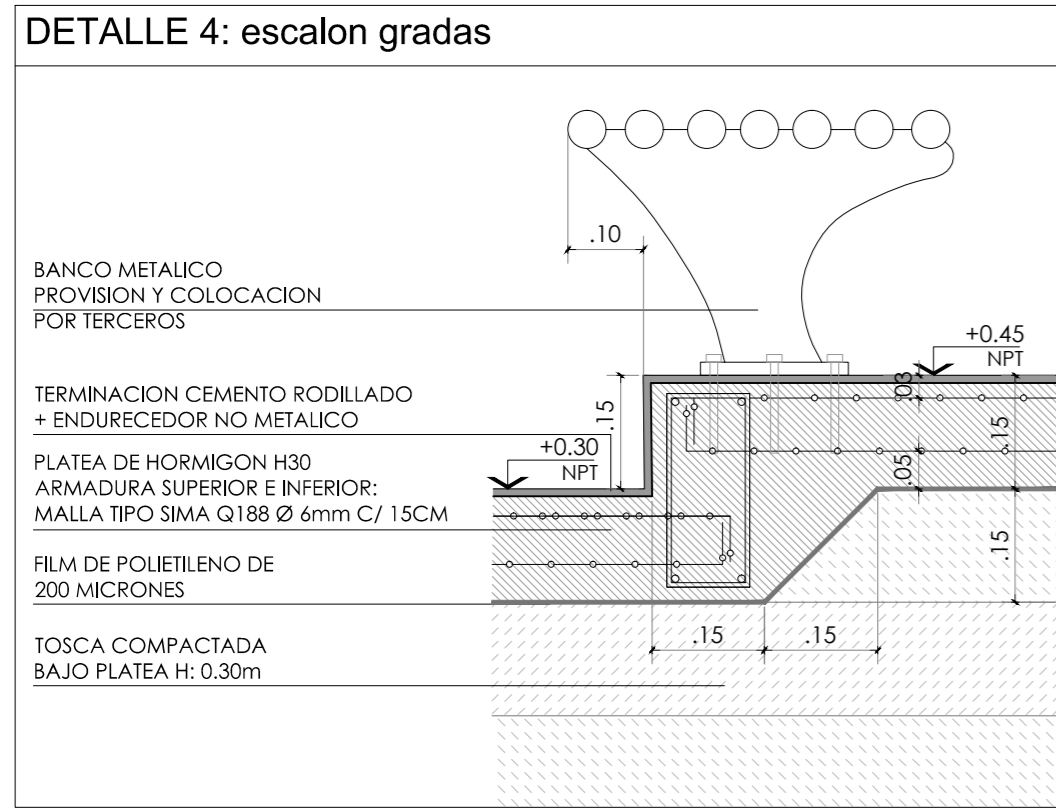 DETALLE 4: escalon gradas
.10
BANCO METALICO
PROVISION Y COLOCACION
POR TERCEROS
+0.45
NPT
TERMINACION CEMENTO RODILLADO
+ ENDURECEDOR NO METALICO
.15
.03
.15
+0.30
NPT
PLATEA DE HORMIGON H30
ARMADURA SUPERIOR E INFERIOR:
MALLA TIPO SIMA Q188 Ø 6mm C/ 15CM
.05
.15
FILM DE POLIETILENO DE
200 MICRONES
.15
.15
TOSCA COMPACTADA
BAJO PLATEA H: 0.30m